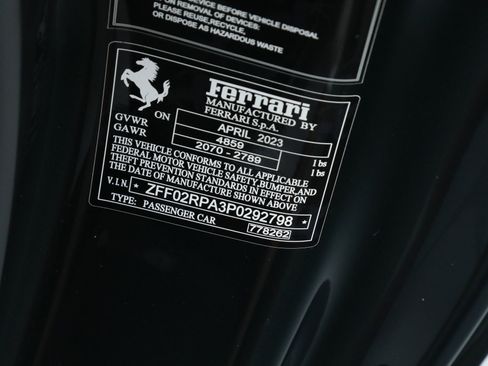 DEVICE BEFORE VEHICLE DISPOSAL
ON REMOVAL OF DEVICES:
PLEASE REUSE,RECYCLE,
OR DISPOSE AS HAZARDOUS WASTE
Ferrari
MANUFACTURED BY
FERRARI S.p.A.
ON APRIL 2023
GVWR 4859 lbs
GAWR 2070 - 2789 lbs
THIS VEHICLE CONFORMS TO ALL APPLICABLE
FEDERAL MOTOR VEHICLE SAFETY,BUMPER,AND
THEFT PREVENTION STANDARDS IN EFFECT ON
THE DATE OF MANUFACTURE SHOWN ABOVE
V.I.N. * ZFF02RPA3P0292798 *
TYPE: PASSENGER CAR 778262